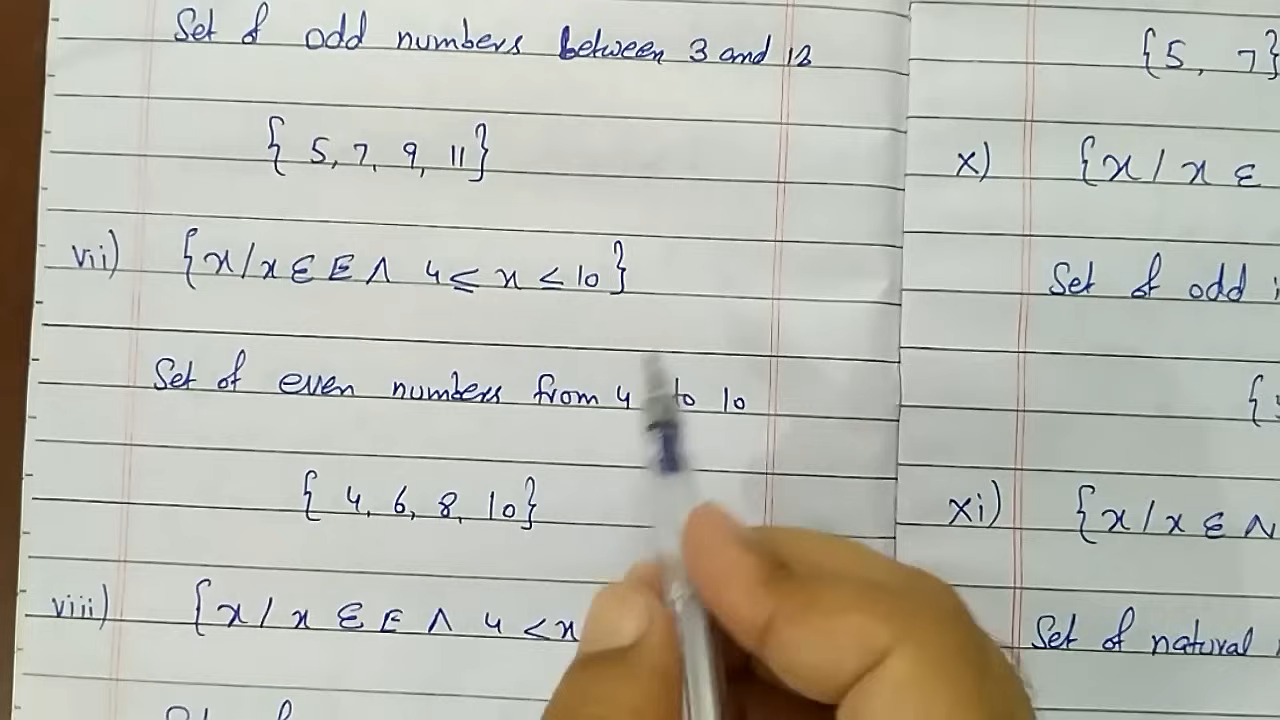 Set of odd numbers between 3 and 12
{ 5, 7, 9, 11 }
vii) {x/x ∈ E ∧ 4 ≤ x ≤ 10}
Set of even numbers from 4 to 10
{ 4, 6, 8, 10}
viii) {x / x ∈ E ∧ 4 < x
{5, 7}
x) {x / x ∈
Set of odd
{
xi) {x / x ∈ N
Set of natural